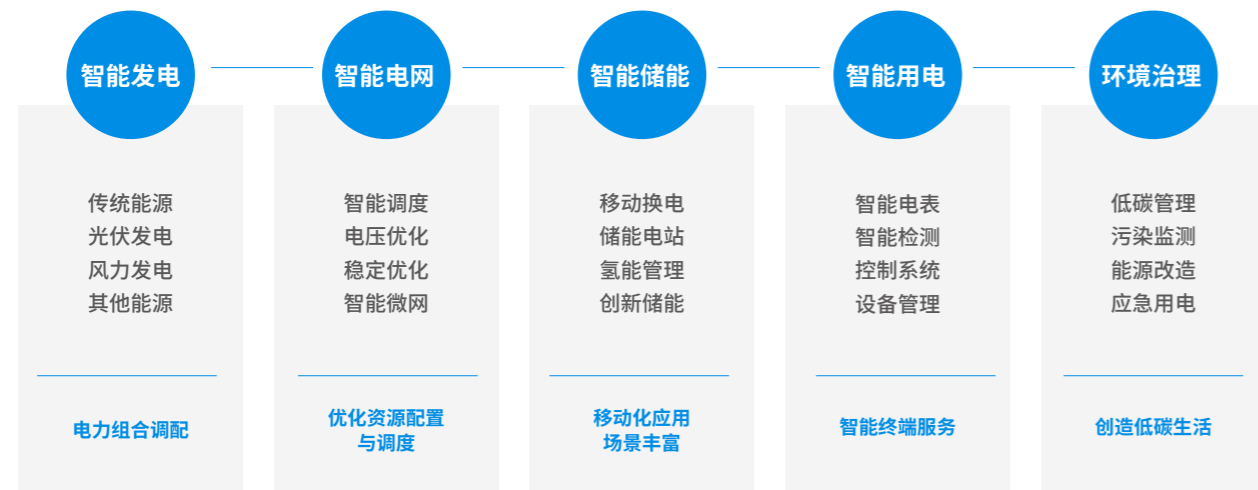 智能发电
传统能源
光伏发电
风力发电
其他能源
电力组合调配
智能电网
智能调度
电压优化
稳定优化
智能微网
优化资源配置
与调度
智能储能
移动换电
储能电站
氢能管理
创新储能
移动化应用
场景丰富
智能用电
智能电表
智能检测
控制系统
设备管理
智能终端服务
环境治理
低碳管理
污染监测
能源改造
应急用电
创造低碳生活